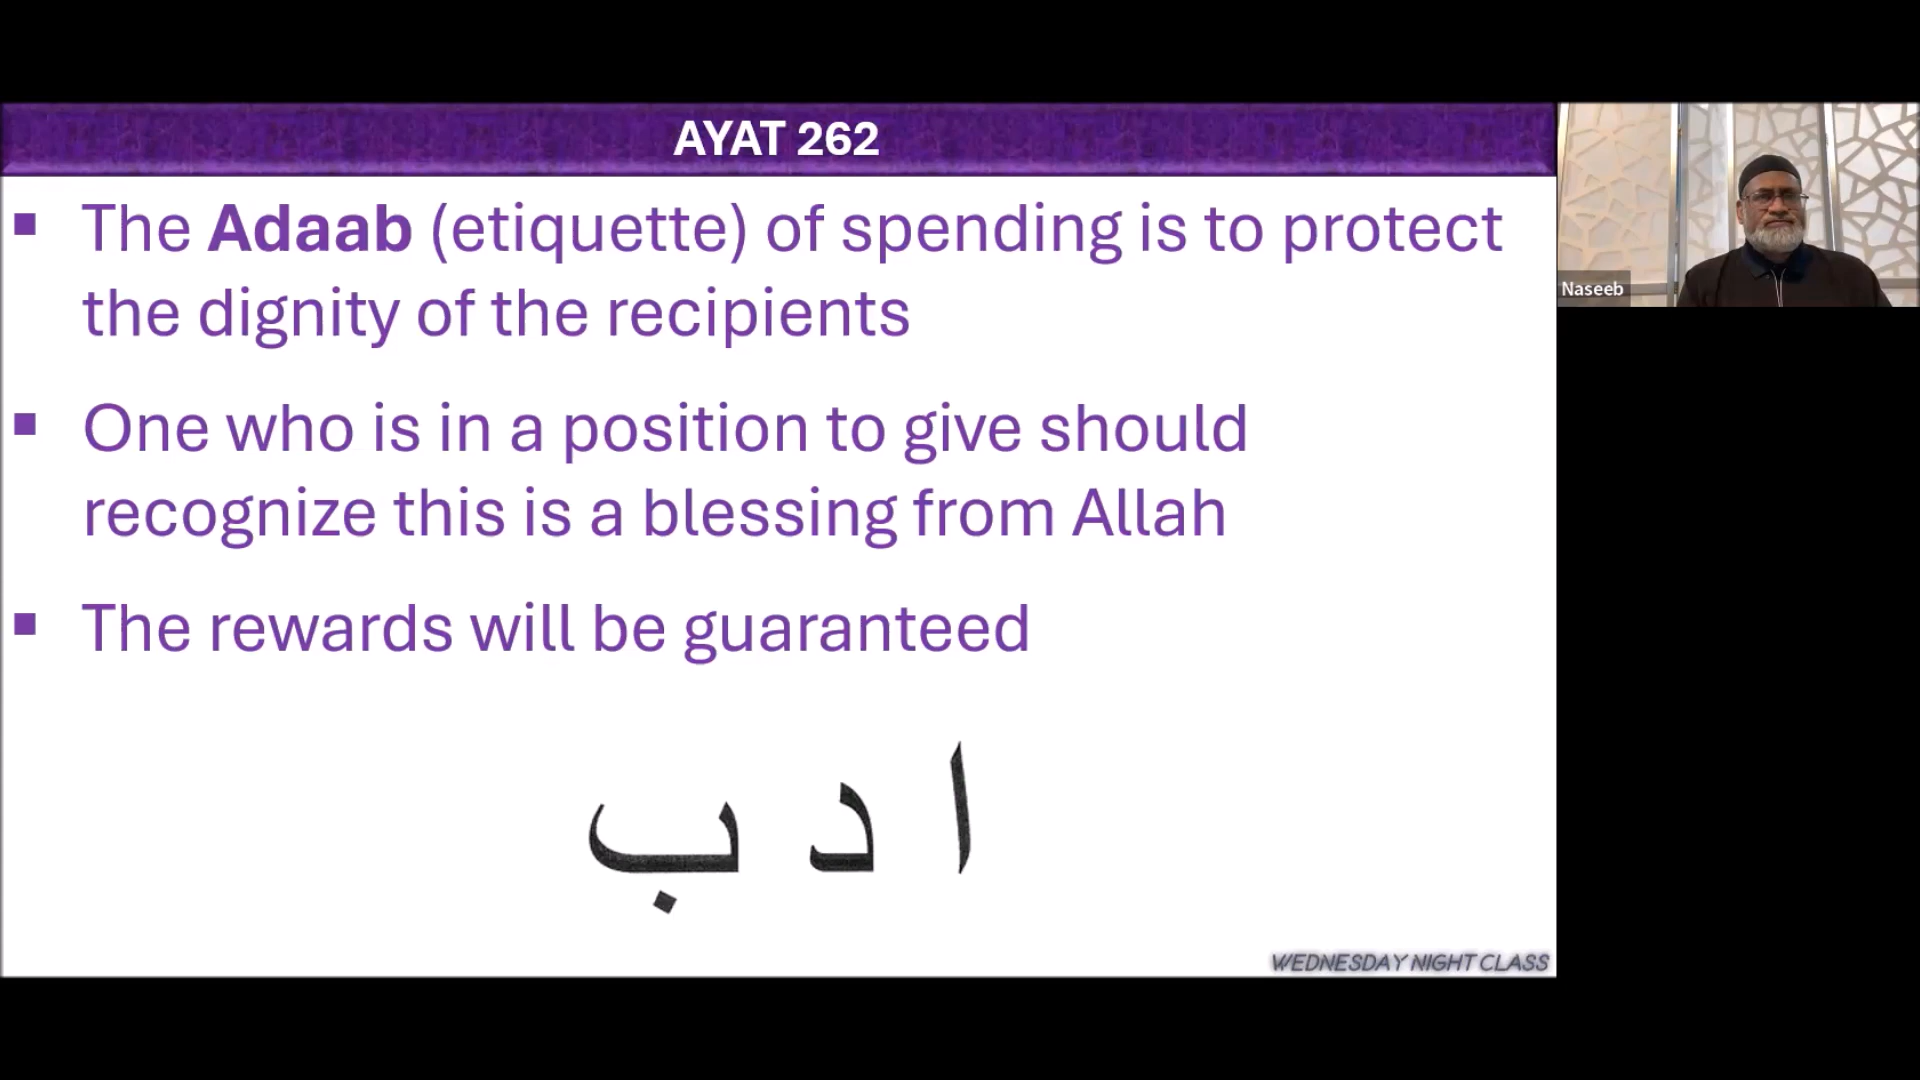 AYAT 262
▪ The Adaab (etiquette) of spending is to protect
the dignity of the recipients
▪ One who is in a position to give should
recognize this is a blessing from Allah
▪ The rewards will be guaranteed
ا د ب
WEDNESDAY NIGHT CLASS
Naseeb